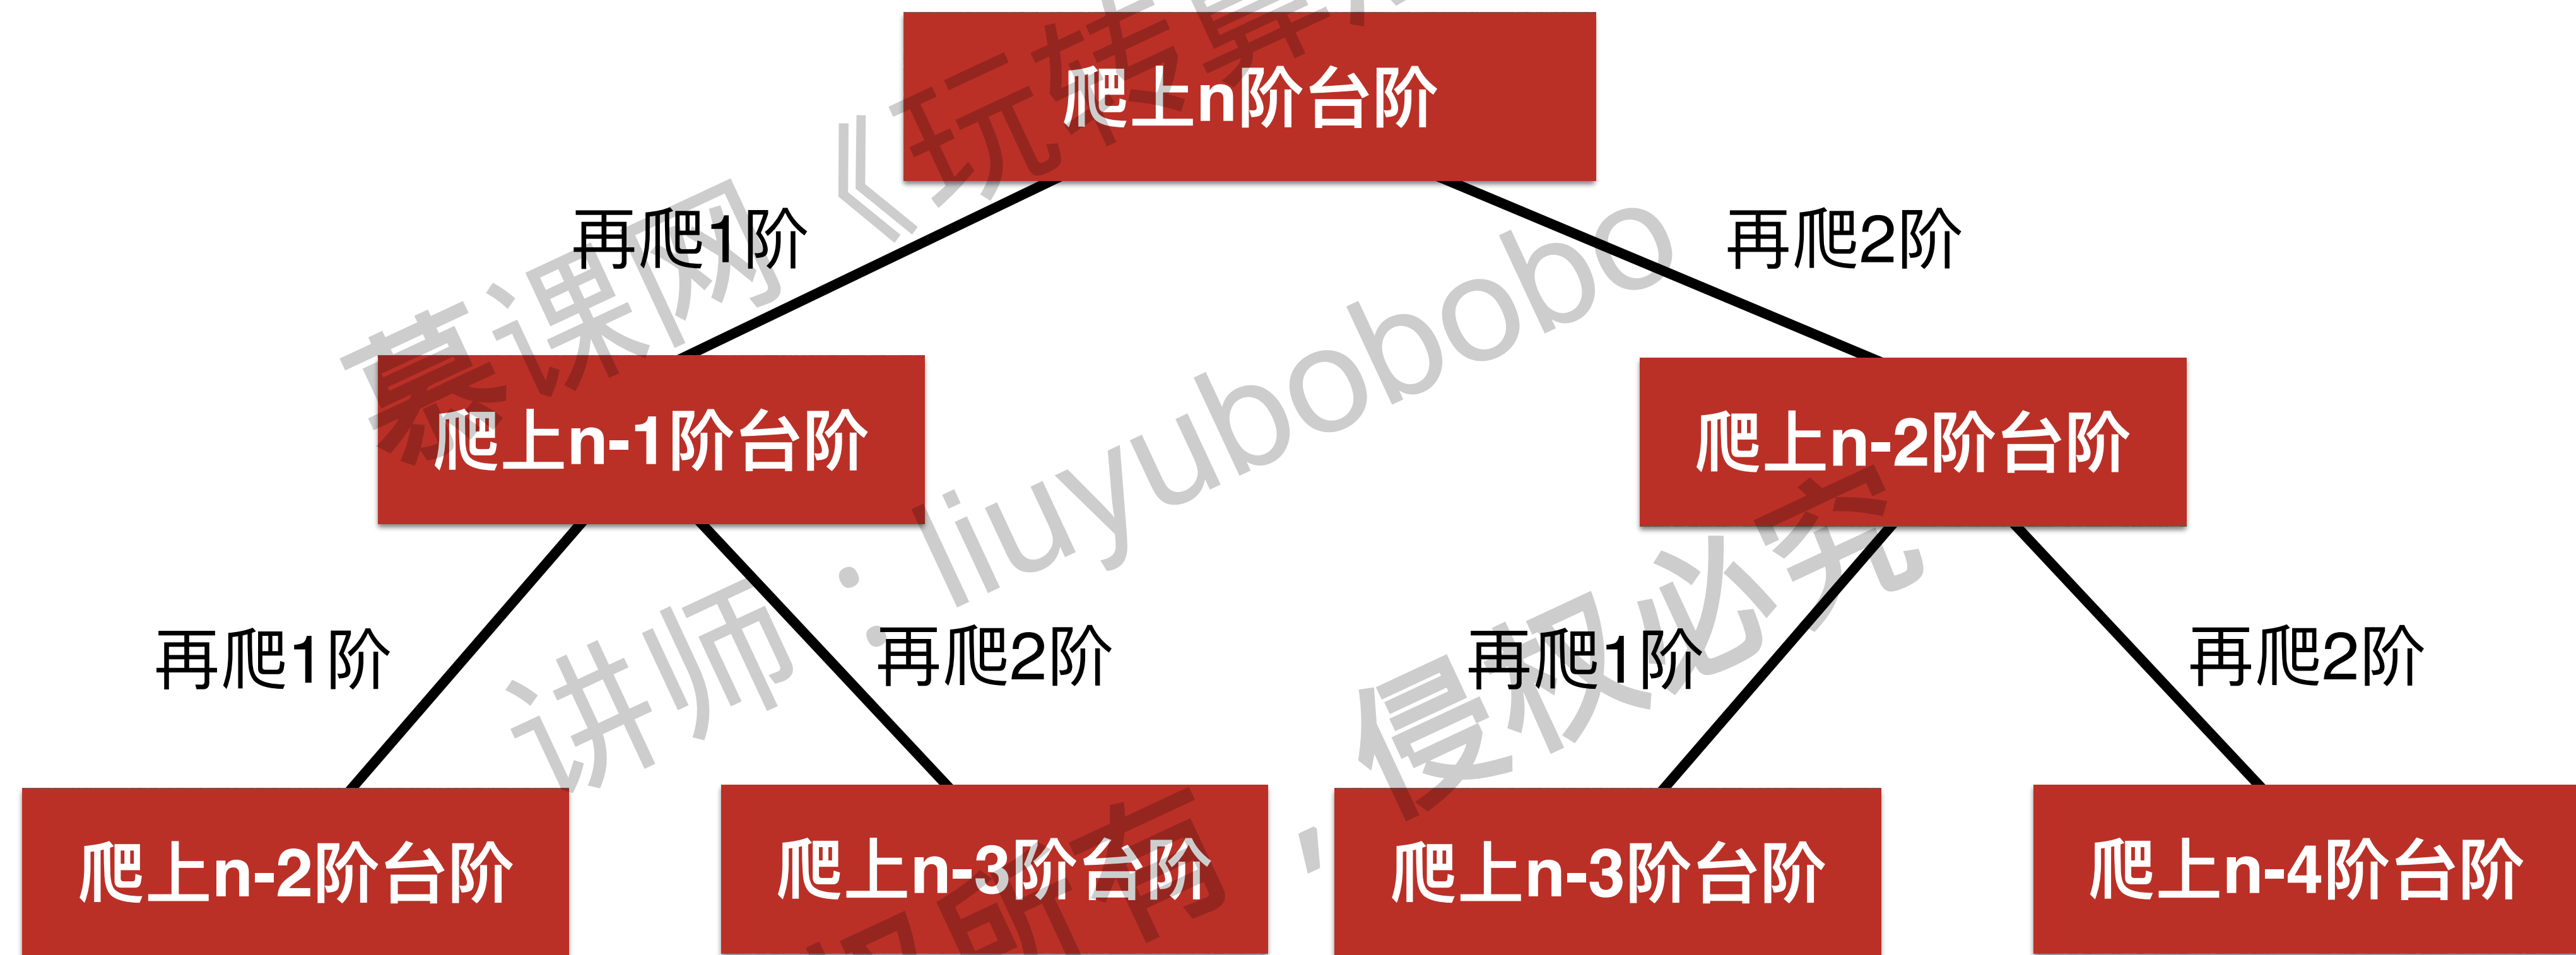 爬上n阶台阶
再爬1阶
再爬2阶
爬上n-1阶台阶
爬上n-2阶台阶
再爬1阶
再爬2阶
再爬1阶
再爬2阶
爬上n-2阶台阶
爬上n-3阶台阶
爬上n-3阶台阶
爬上n-4阶台阶
慕课网《玩转算
讲师：liuyubobobo
权所有，侵权必究